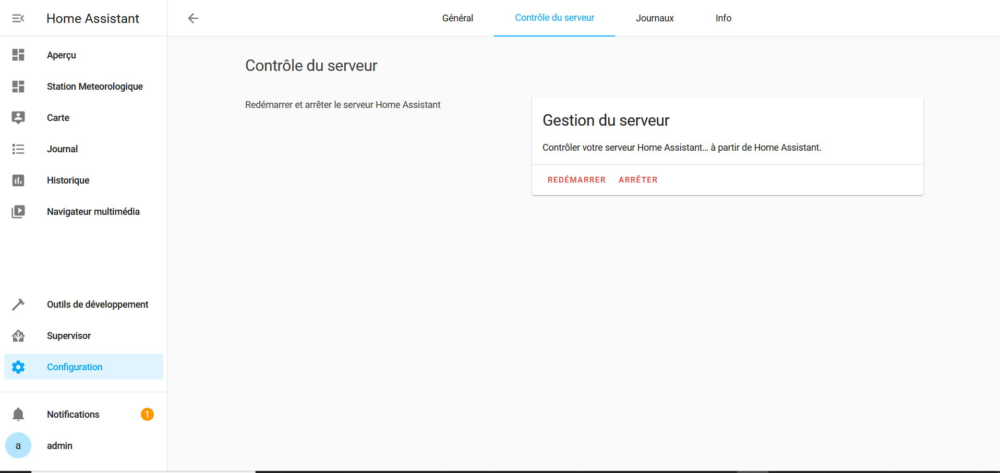 Home Assistant
Aperçu
Station Meteorologique
Carte
Journal
Historique
Navigateur multimédia
Outils de développement
Supervisor
Configuration
Notifications 1
a admin
Général Contrôle du serveur Journaux Info
Contrôle du serveur
Redémarrer et arrêter le serveur Home Assistant
Gestion du serveur
Contrôler votre serveur Home Assistant... à partir de Home Assistant.
REDÉMARRER ARRÊTER